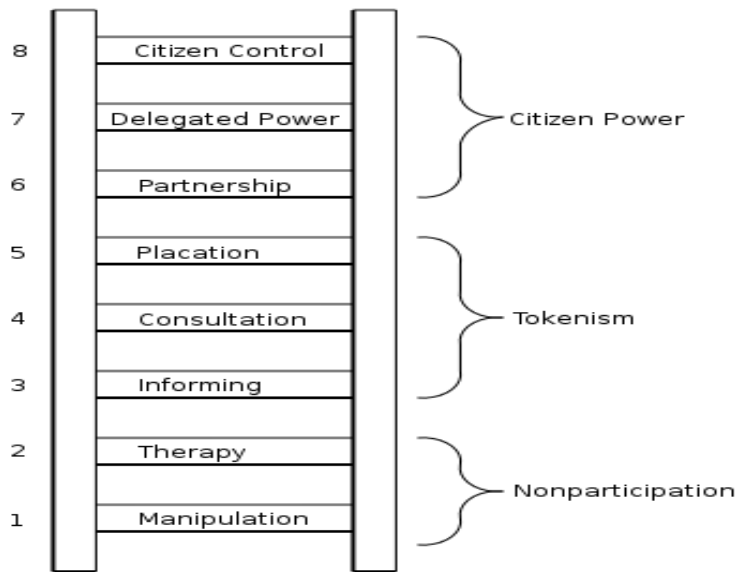 8 Citizen Control
7 Delegated Power
Citizen Power
6 Partnership
5 Placation
4 Consultation
Tokenism
3 Informing
2 Therapy
Nonparticipation
1 Manipulation